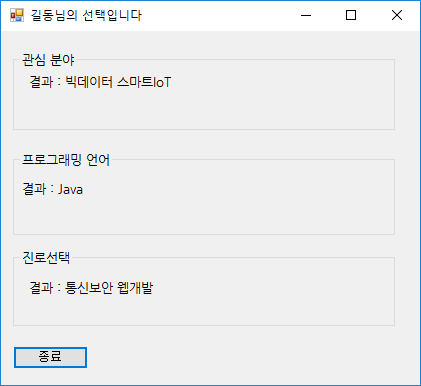 길동님의 선택입니다
관심 분야
결과 : 빅데이터 스마트IoT
프로그래밍 언어
결과 : Java
진로선택
결과 : 통신보안 웹개발
종료